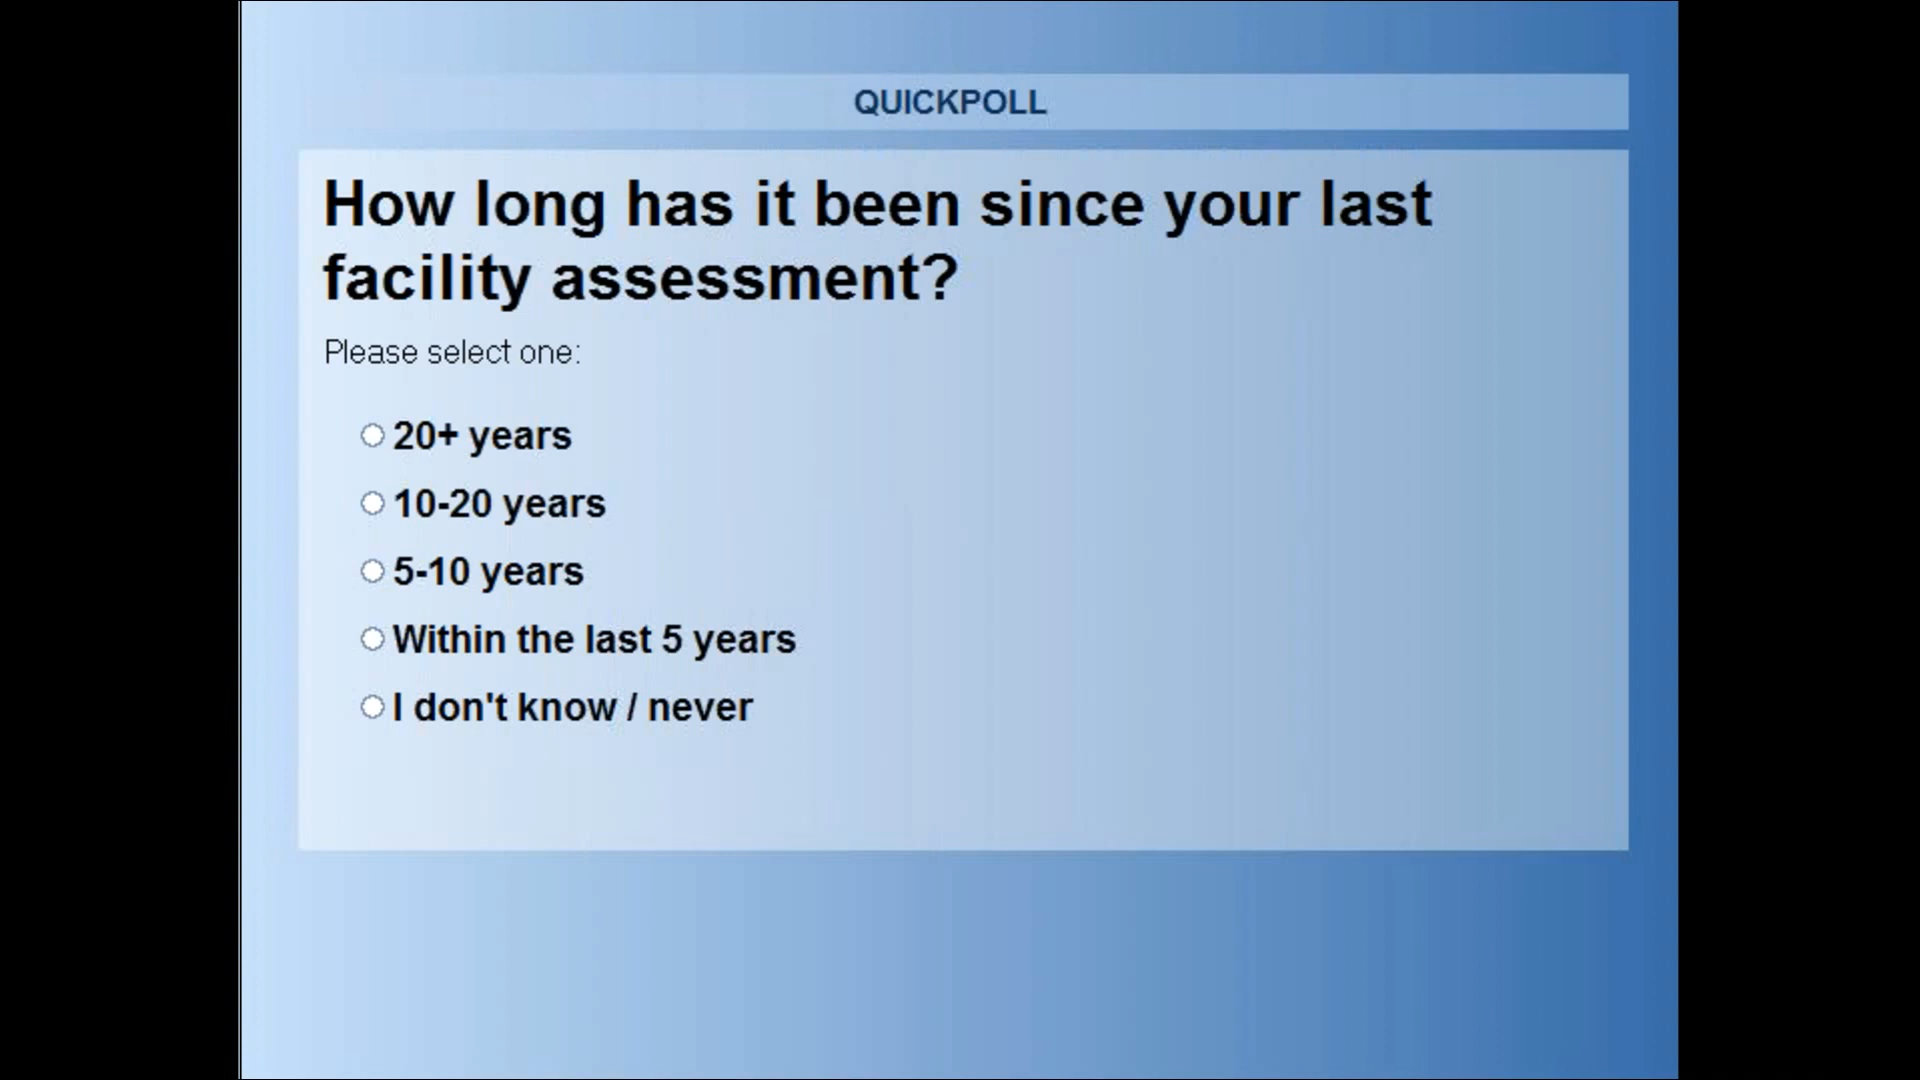 QUICKPOLL
How long has it been since your last
facility assessment?
Please select one:
20+ years
10-20 years
5-10 years
Within the last 5 years
I don't know / never